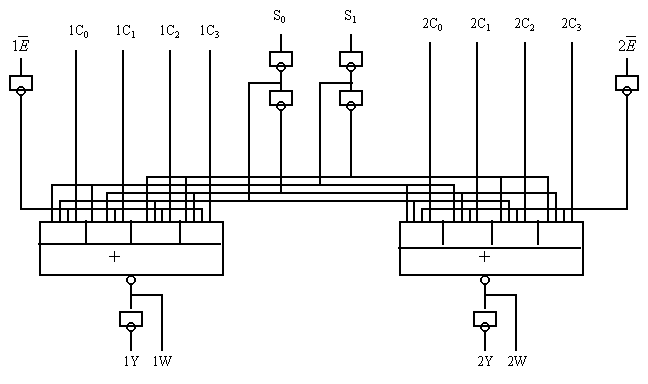 1E̅ 1C₀ 1C₁ 1C₂ 1C₃ S₀ S₁ 2C₀ 2C₁ 2C₂ 2C₃ 2E̅
+ +
1Y 1W 2Y 2W